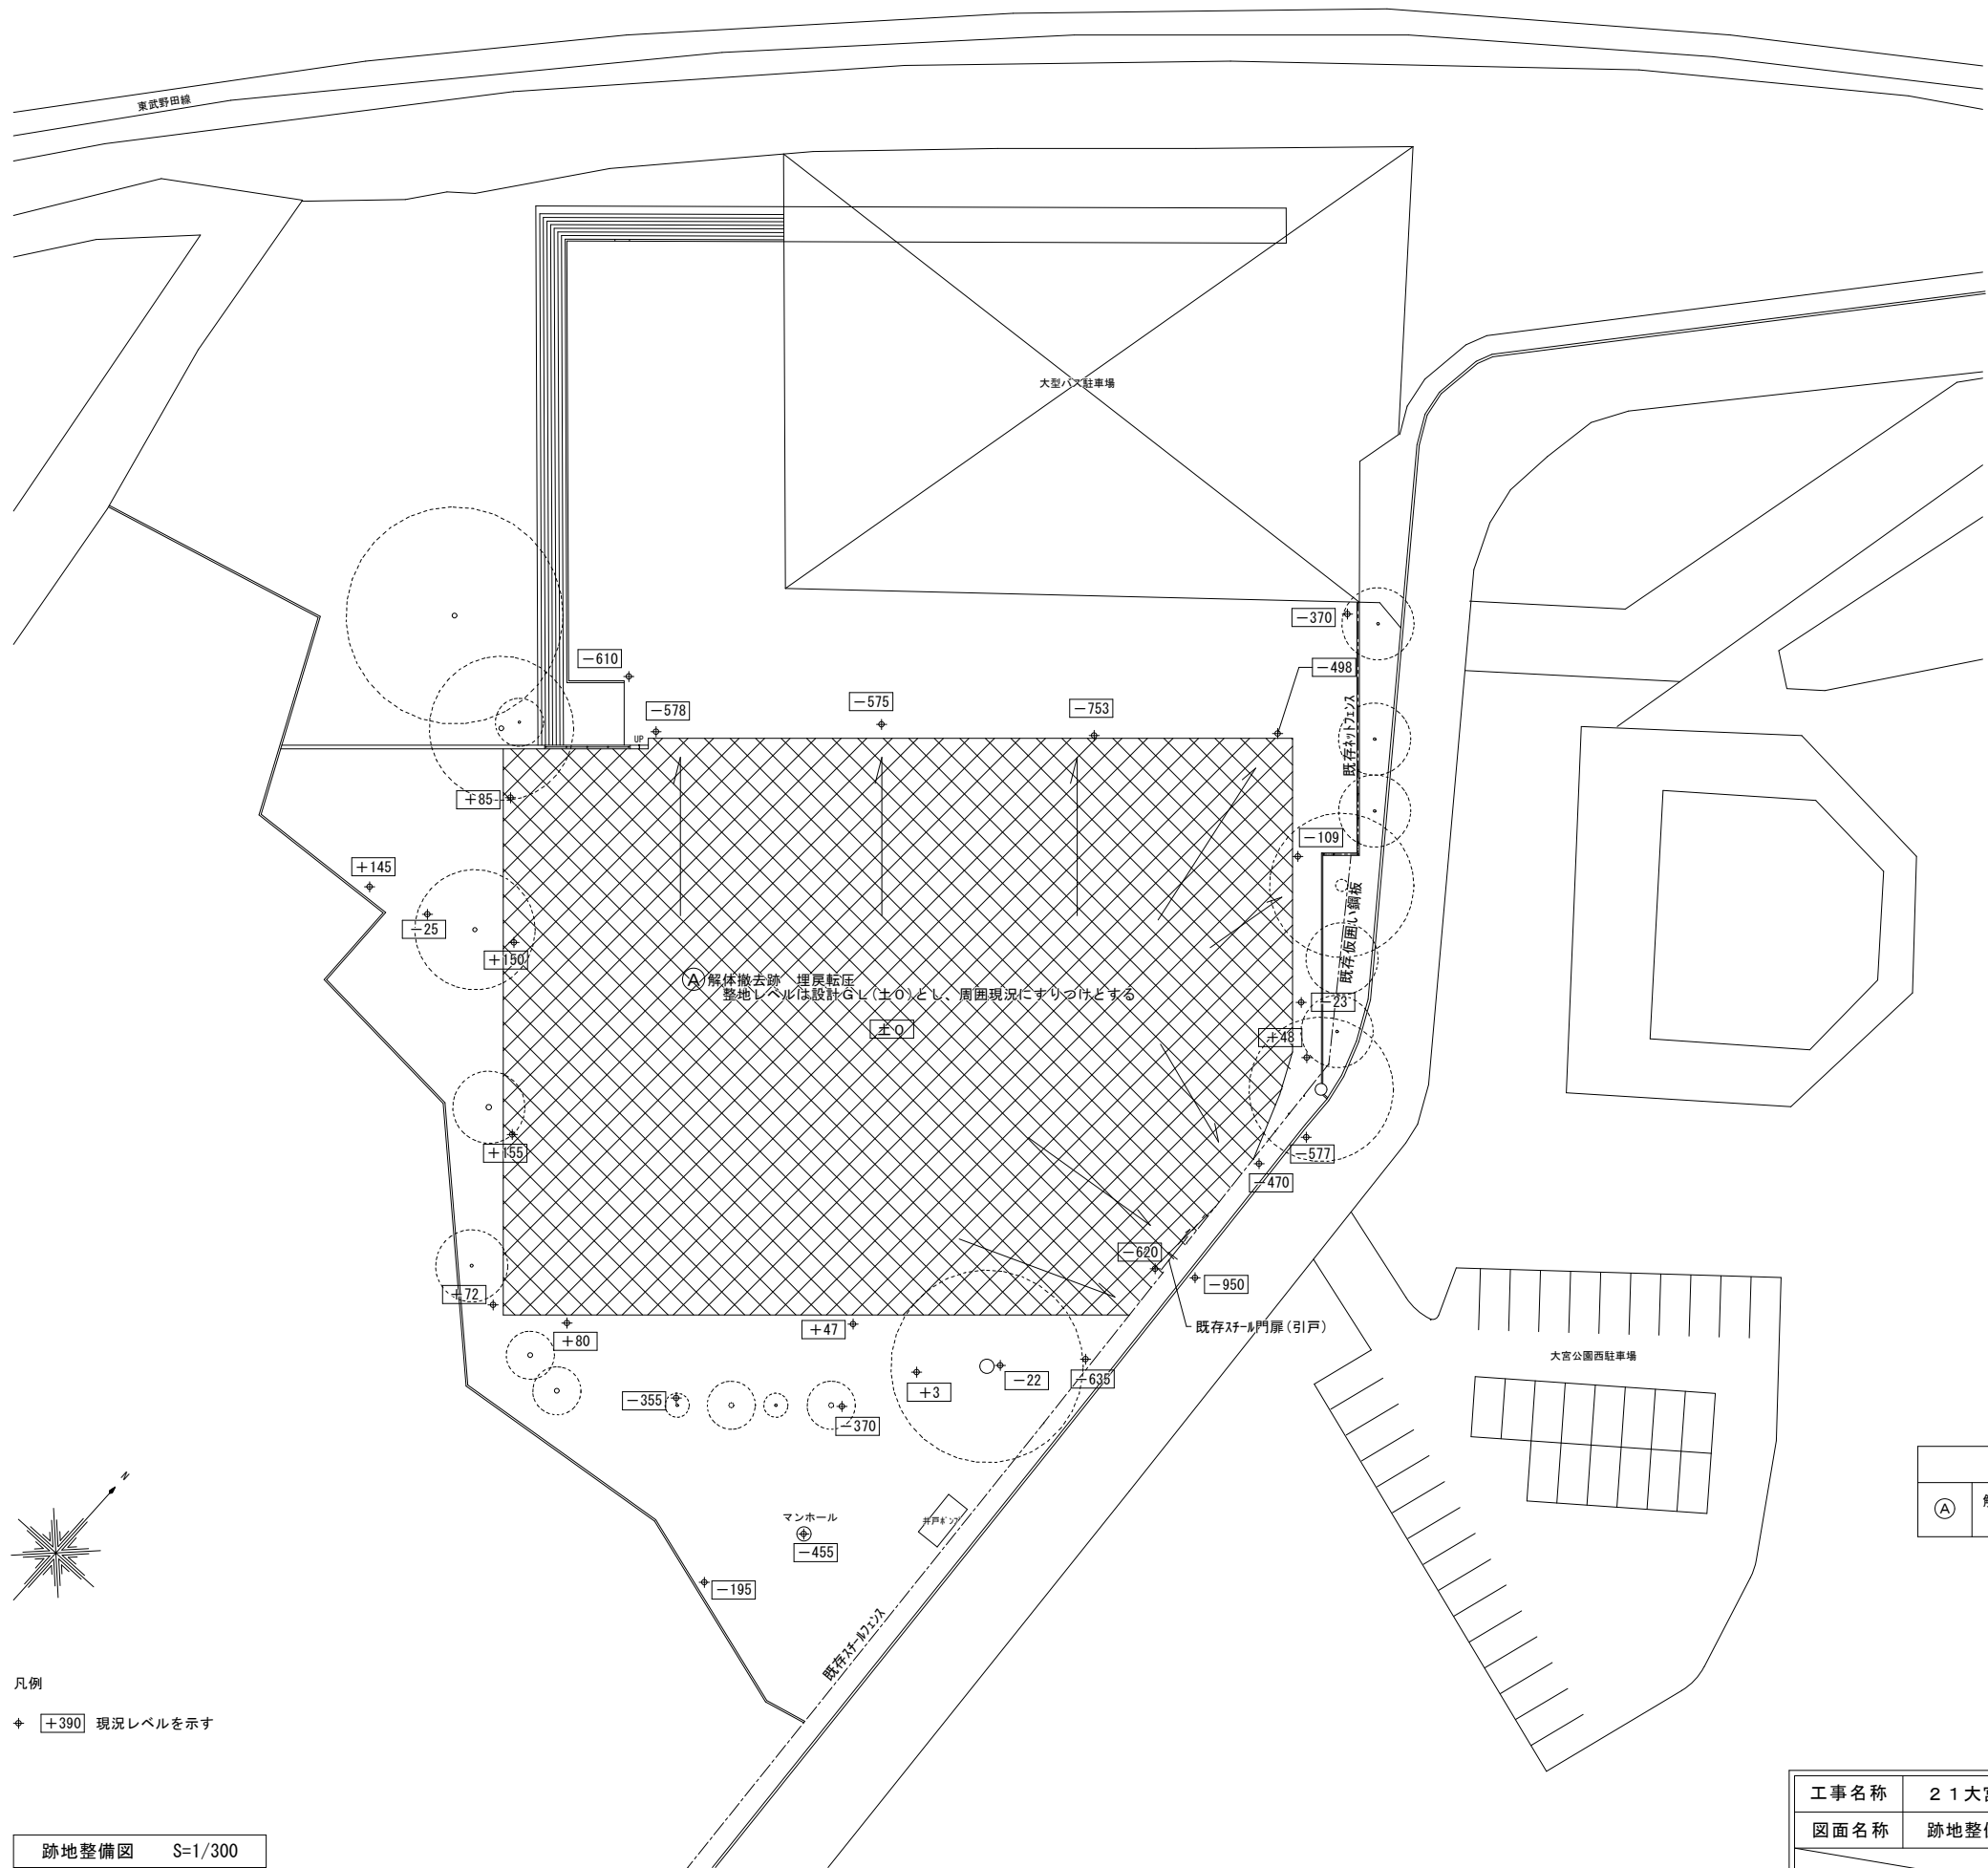 東武野田線
大型バス駐車場
－370
－610
－498
－578
－575
－753
UP
既存ネットフェンス
＋85
－109
＋145
既存仮囲い鋼板
－25
＋150
Ⓐ 解体撤去跡　埋戻転圧
整地レベルは設計ＧＬ(±０)とし、周囲現況にすりつけとする
±０
－23
＋48
＋155
－577
－470
－620
＋72
－950
既存スチール門扉(引戸)
＋80
＋47
大宮公園西駐車場
－22
－635
＋3
－355
－370
N
マンホール
井戸ポンプ
－455
Ⓐ
－195
既存スチールフェンス
凡例
＋390 現況レベルを示す
工事名称 ２１大宮
図面名称 跡地整備
跡地整備図 S=1/300